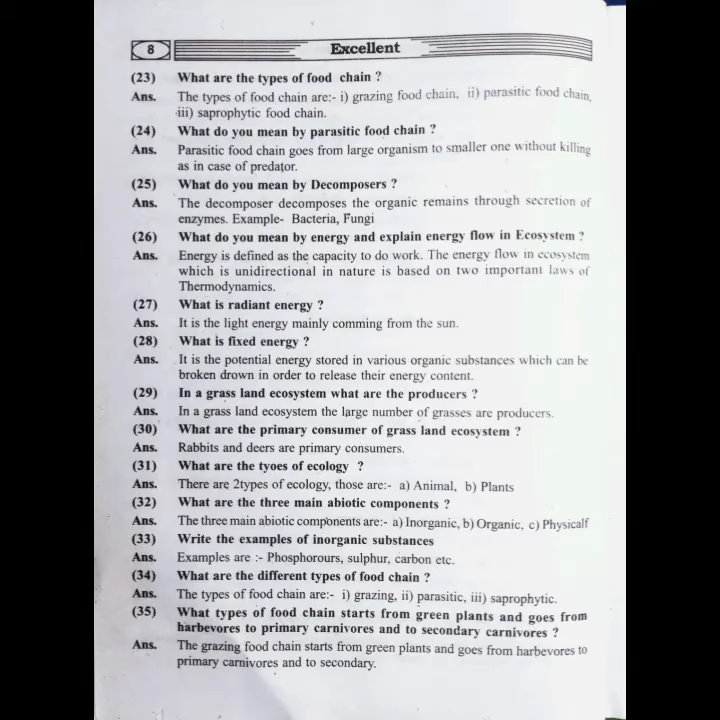 8 Excellent
(23) What are the types of food chain ?
Ans. The types of food chain are:- i) grazing food chain, ii) parasitic food chain,
iii) saprophytic food chain.
(24) What do you mean by parasitic food chain ?
Ans. Parasitic food chain goes from large organism to smaller one without killing
as in case of predator.
(25) What do you mean by Decomposers ?
Ans. The decomposer decomposes the organic remains through secretion of
enzymes. Example- Bacteria, Fungi
(26) What do you mean by energy and explain energy flow in Ecosystem ?
Ans. Energy is defined as the capacity to do work. The energy flow in ecosystem
which is unidirectional in nature is based on two important laws of
Thermodynamics.
(27) What is radiant energy ?
Ans. It is the light energy mainly comming from the sun.
(28) What is fixed energy ?
Ans. It is the potential energy stored in various organic substances which can be
broken drown in order to release their energy content.
(29) In a grass land ecosystem what are the producers ?
Ans. In a grass land ecosystem the large number of grasses are producers.
(30) What are the primary consumer of grass land ecosystem ?
Ans. Rabbits and deers are primary consumers.
(31) What are the tyoes of ecology ?
Ans. There are 2types of ecology, those are:- a) Animal, b) Plants
(32) What are the three main abiotic components ?
Ans. The three main abiotic components are:- a) Inorganic, b) Organic, c) Physicalf
(33) Write the examples of inorganic substances
Ans. Examples are :- Phosphorours, sulphur, carbon etc.
(34) What are the different types of food chain ?
Ans. The types of food chain are:- i) grazing, ii) parasitic, iii) saprophytic.
(35) What types of food chain starts from green plants and goes from
harbevores to primary carnivores and to secondary carnivores ?
Ans. The grazing food chain starts from green plants and goes from harbevores to
primary carnivores and to secondary.